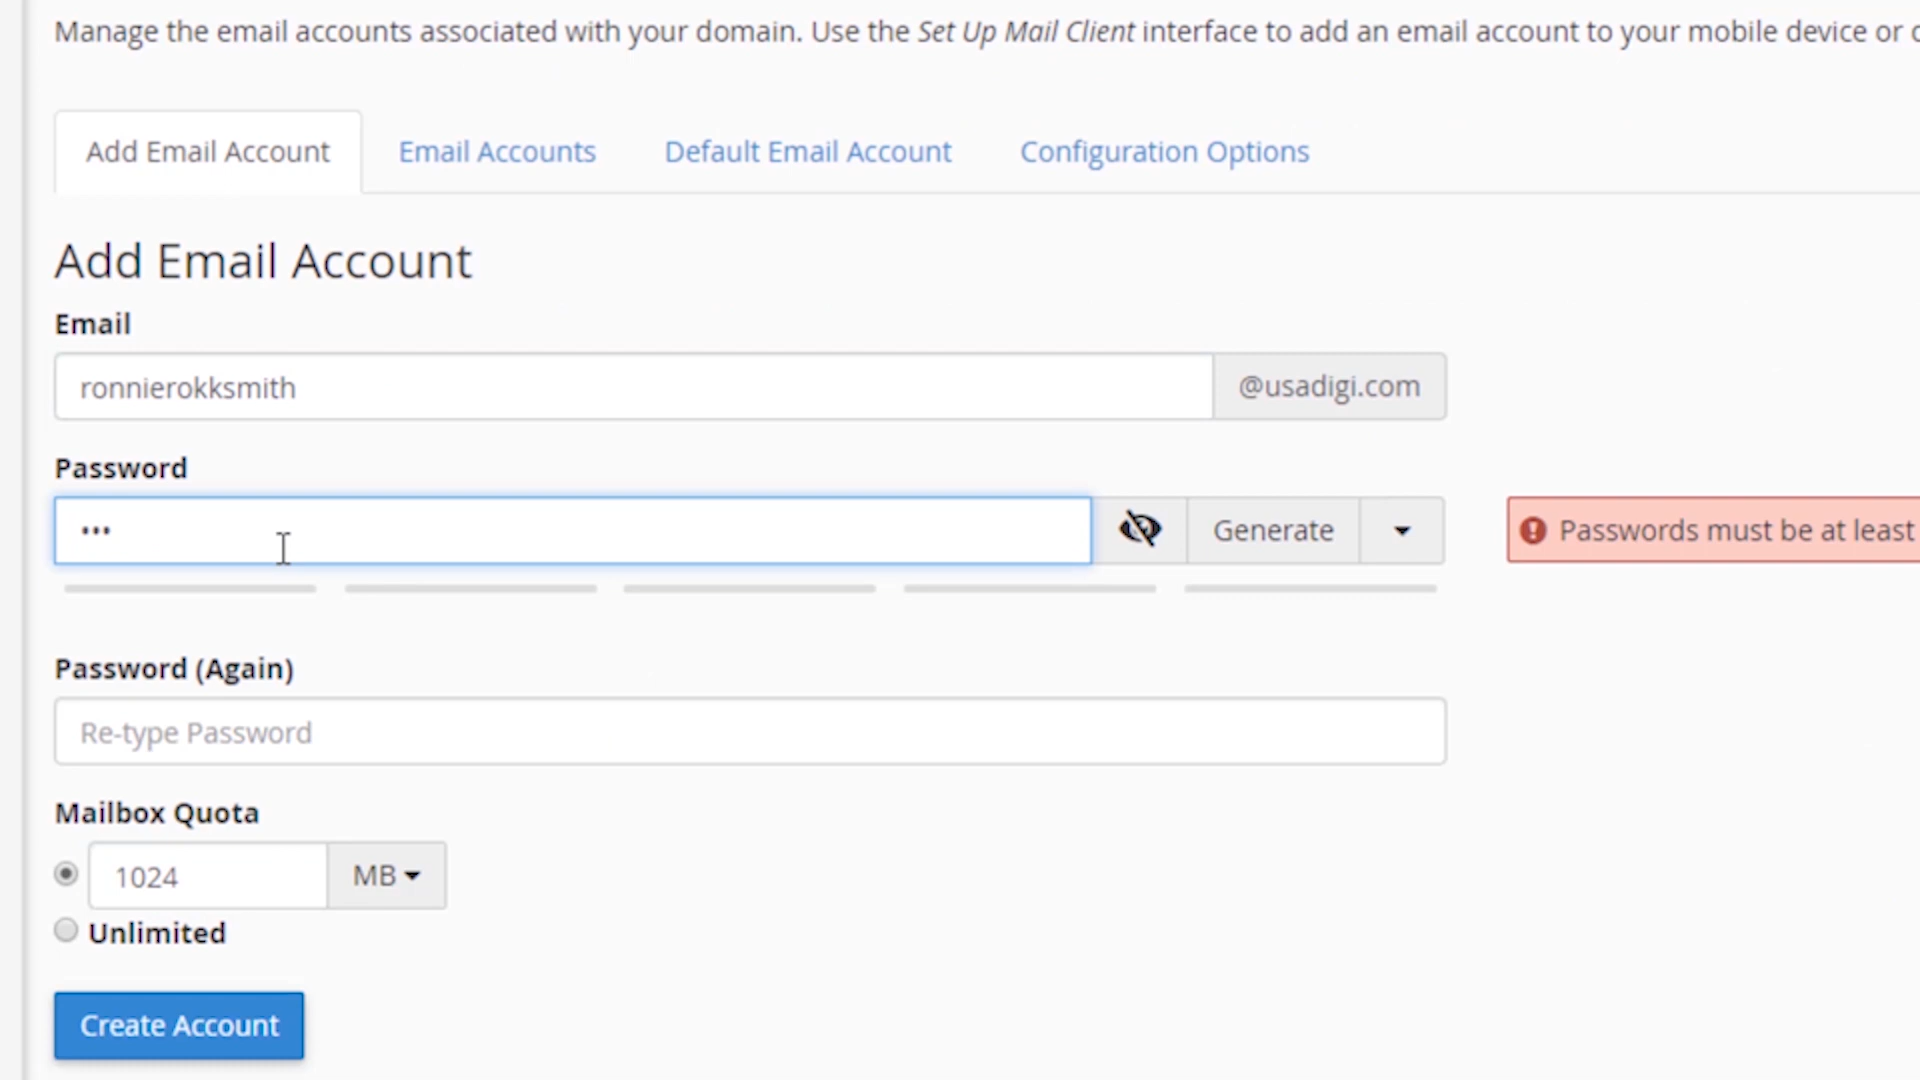 Manage the email accounts associated with your domain. Use the Set Up Mail Client interface to add an email account to your mobile device or
Add Email Account Email Accounts Default Email Account Configuration Options
Add Email Account
Email
ronnierokksmith @usadigi.com
Password
••• Generate Passwords must be at least
Password (Again)
Re-type Password
Mailbox Quota
1024 MB
Unlimited
Create Account